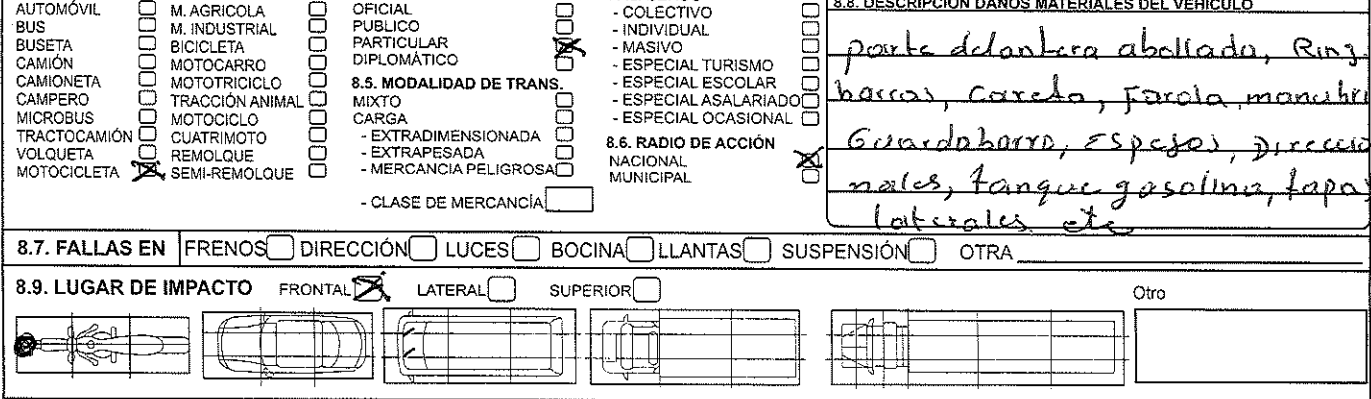 AUTOMÓVIL M. AGRICOLA OFICIAL - COLECTIVO 8.8. DESCRIPCIÓN DAÑOS MATERIALES DEL VEHÍCULO
BUS M. INDUSTRIAL PUBLICO - INDIVIDUAL
BUSETA BICICLETA PARTICULAR - MASIVO parte delantera abollada, Ring
CAMIÓN MOTOCARRO DIPLOMÁTICO - ESPECIAL TURISMO
CAMIONETA MOTOTRICICLO 8.5. MODALIDAD DE TRANS. - ESPECIAL ESCOLAR
CAMPERO TRACCIÓN ANIMAL MIXTO - ESPECIAL ASALARIADO barras, Careta, Farola, manubri
MICROBUS MOTOCICLO CARGA - ESPECIAL OCASIONAL
TRACTOCAMIÓN CUATRIMOTO - EXTRADIMENSIONADA 8.6. RADIO DE ACCIÓN Guardabarro, Espejos, Direccio
VOLQUETA REMOLQUE - EXTRAPESADA NACIONAL
MOTOCICLETA SEMI-REMOLQUE - MERCANCIA PELIGROSA MUNICIPAL nales, tanque gasolina, tapa
- CLASE DE MERCANCÍA laterales etc
8.7. FALLAS EN FRENOS DIRECCIÓN LUCES BOCINA LLANTAS SUSPENSIÓN OTRA
8.9. LUGAR DE IMPACTO FRONTAL LATERAL SUPERIOR Otro